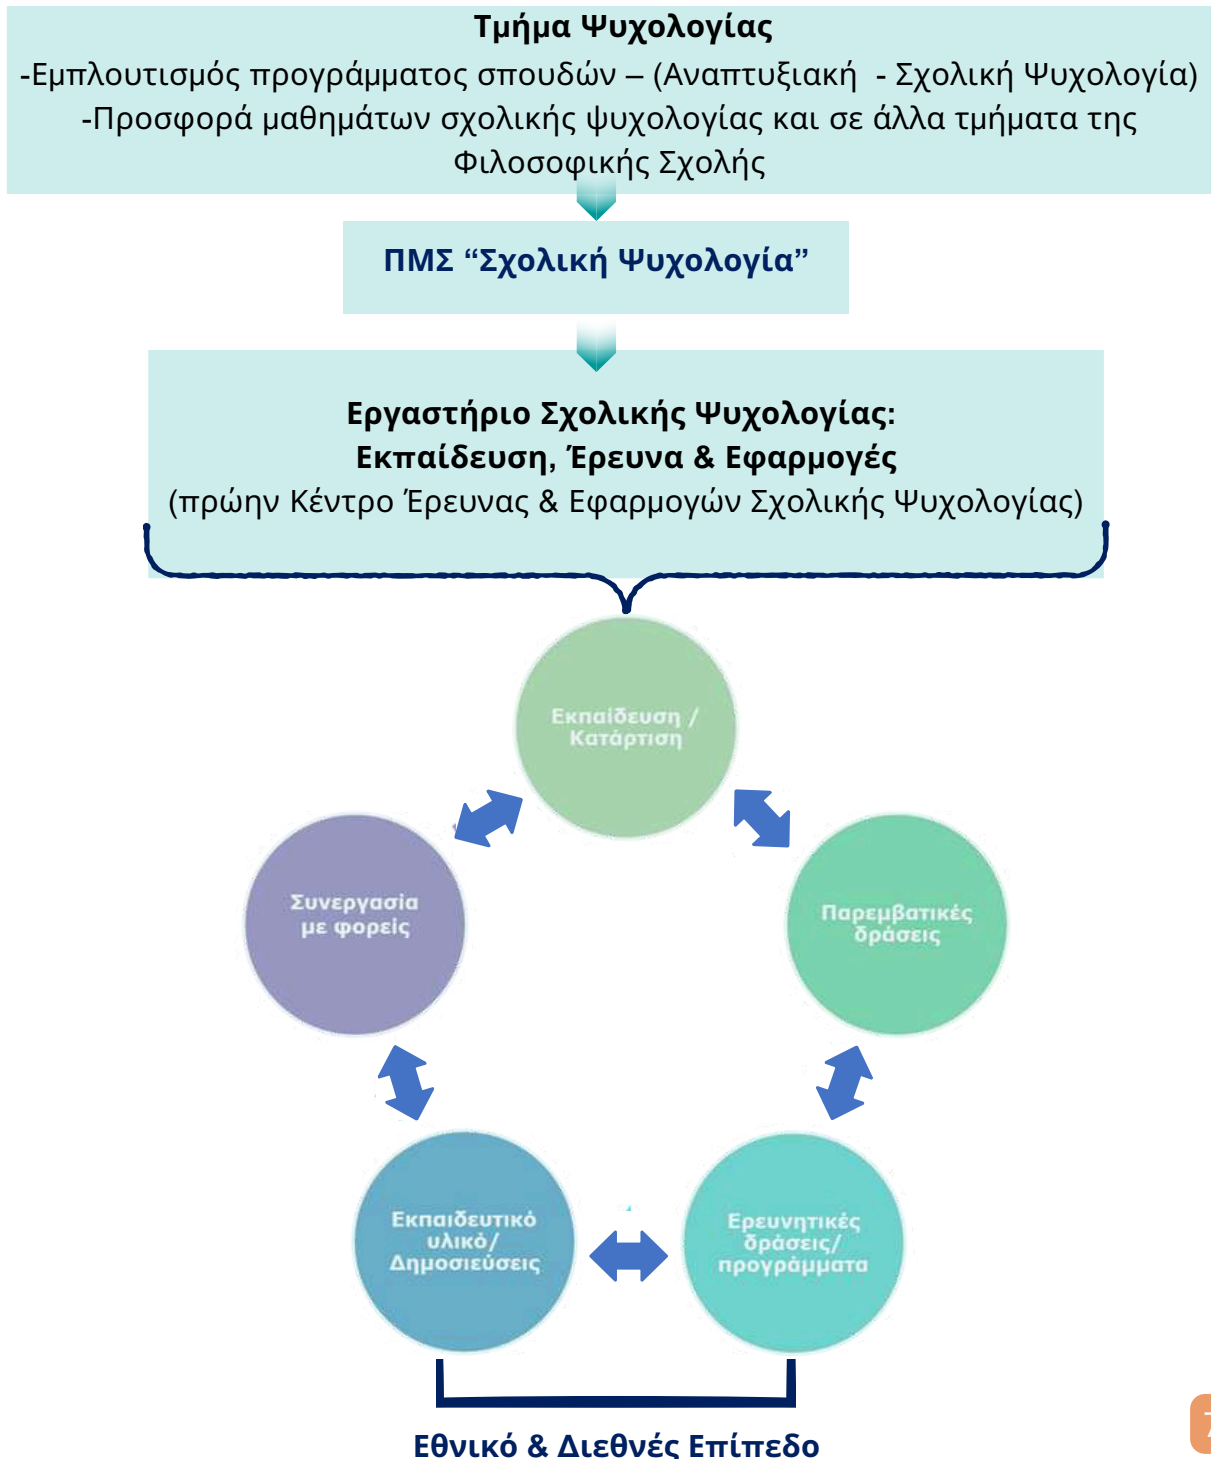 Τμήμα Ψυχολογίας
-Εμπλουτισμός προγράμματος σπουδών – (Αναπτυξιακή - Σχολική Ψυχολογία)
-Προσφορά μαθημάτων σχολικής ψυχολογίας και σε άλλα τμήματα της
Φιλοσοφικής Σχολής
ΠΜΣ “Σχολική Ψυχολογία”
Εργαστήριο Σχολικής Ψυχολογίας:
Εκπαίδευση, Έρευνα & Εφαρμογές
(πρώην Κέντρο Έρευνας & Εφαρμογών Σχολικής Ψυχολογίας)
Εκπαίδευση /
Κατάρτιση
Συνεργασία
με φορείς
Παρεμβατικές
δράσεις
Εκπαιδευτικό
υλικό/
Δημοσιεύσεις
Ερευνητικές
δράσεις/
προγράμματα
Εθνικό & Διεθνές Επίπεδο